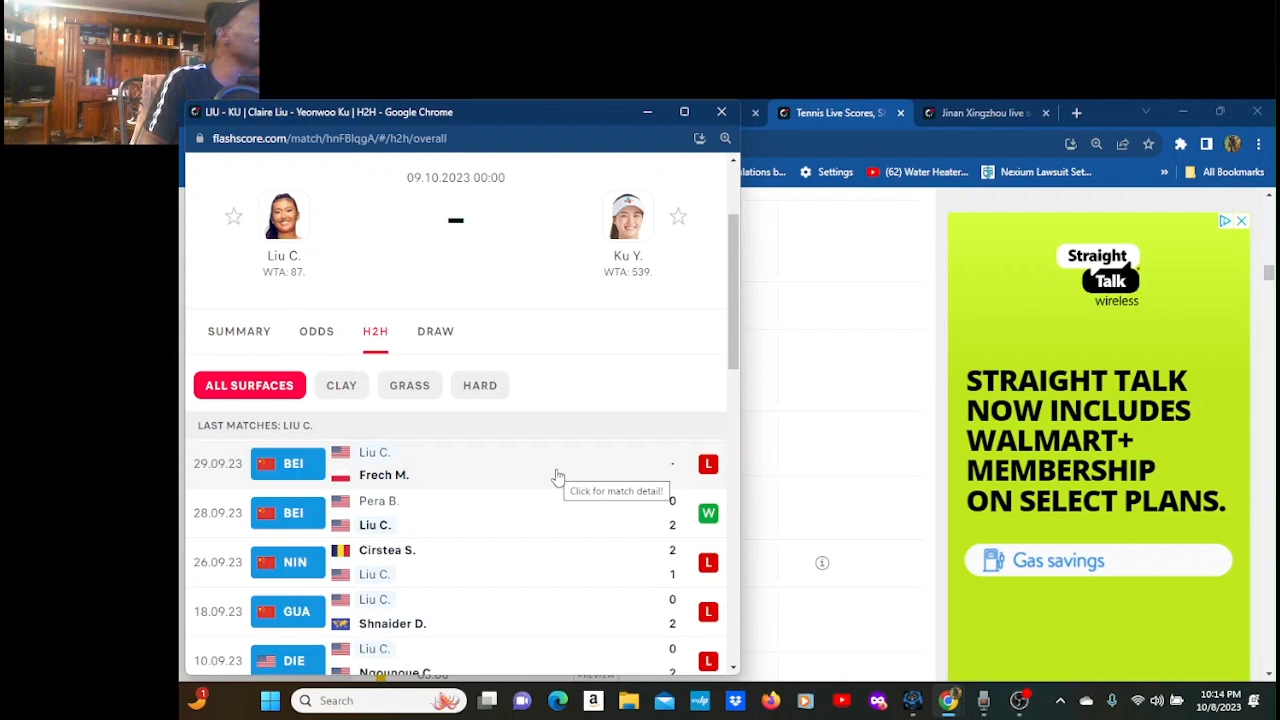 LIU - KU | Claire Liu - Yeonwoo Ku | H2H - Google Chrome
Tennis Live Scores, S
Jinan Xingzhou live s
flashscore.com/match/hnFBlqgA/#/h2h/overall
ulations b...
Settings
(62) Water Heater...
Nexium Lawsuit Set...
»
All Bookmarks
09.10.2023 00:00
-
Liu C.
WTA: 87.
Ku Y.
WTA: 539.
SUMMARY
ODDS
H2H
DRAW
ALL SURFACES
CLAY
GRASS
HARD
LAST MATCHES: LIU C.
29.09.23 BEI Liu C. - L
Frech M.
Click for match detail!
28.09.23 BEI Pera B. 0 W
Liu C. 2
26.09.23 NIN Cirstea S. 2 L
Liu C. 1
18.09.23 GUA Liu C. 0 L
Shnaider D. 2
10.09.23 DIE Liu C. 0 L
Ngounoue C. 2
PREVIEW
Straight
Talk
wireless
STRAIGHT TALK
NOW INCLUDES
WALMART+
MEMBERSHIP
ON SELECT PLANS.
Gas savings
1
Search
10:14 PM
10/8/2023